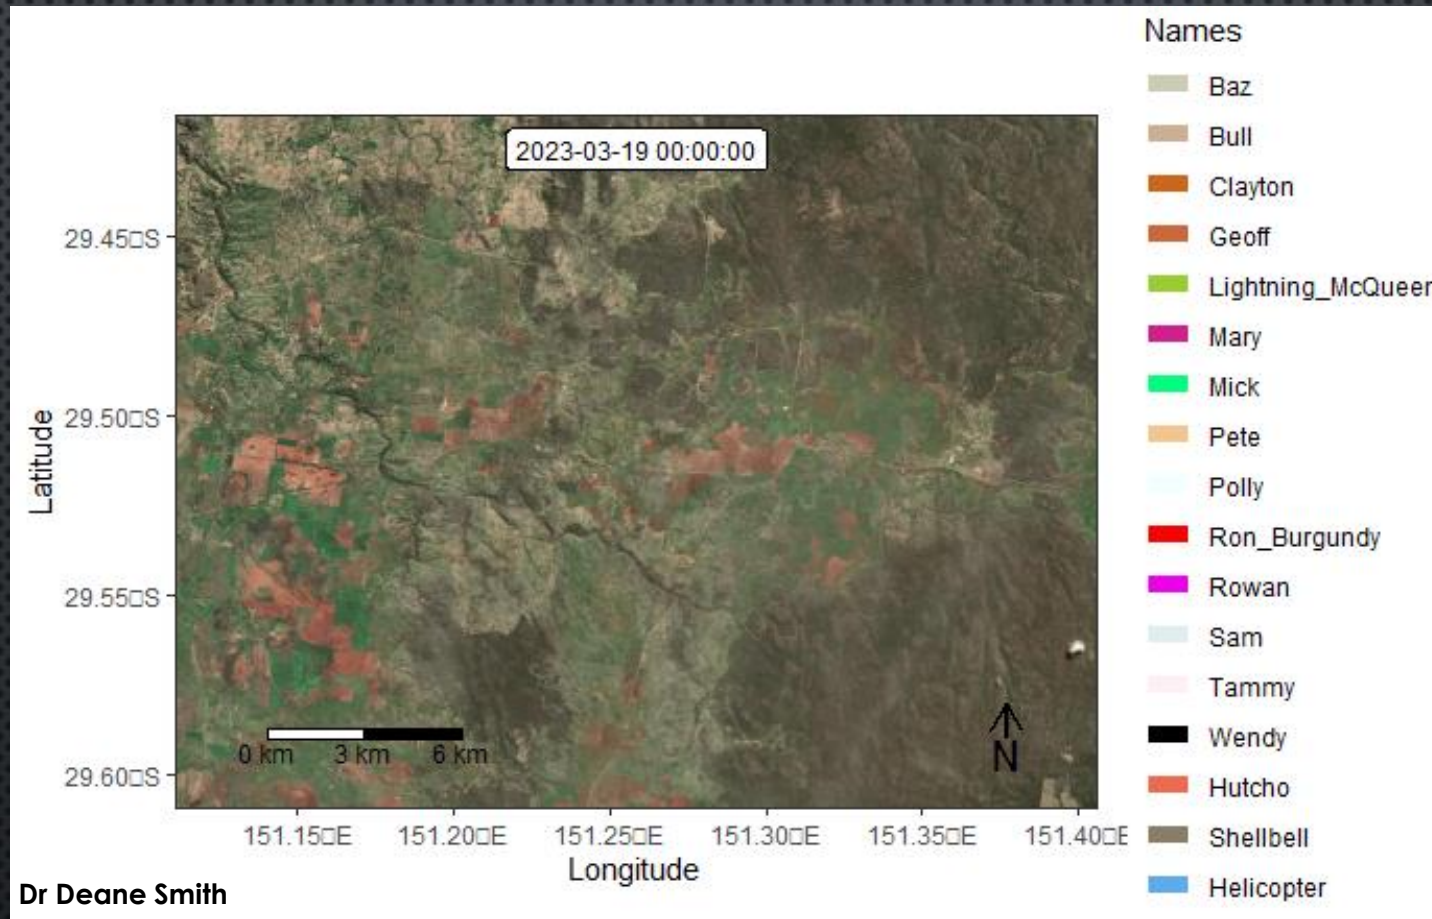 Names
Baz
Bull
Clayton
Geoff
Lightning_McQueen
Mary
Mick
Pete
Polly
Ron_Burgundy
Rowan
Sam
Tammy
Wendy
Hutcho
Shellbell
Helicopter
2023-03-19 00:00:00
Latitude
29.45□S
29.50□S
29.55□S
29.60□S
0 km 3 km 6 km
N
151.15□E 151.20□E 151.25□E 151.30□E 151.35□E 151.40□E
Longitude
Dr Deane Smith